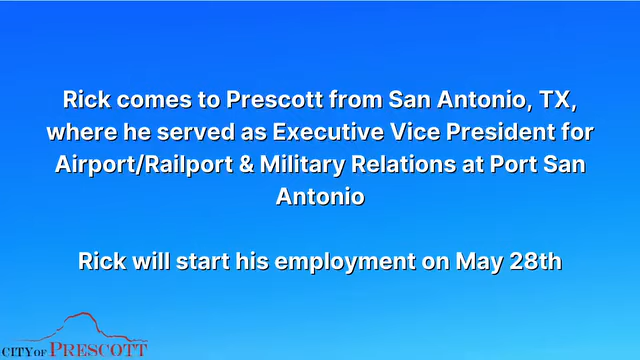 Rick comes to Prescott from San Antonio, TX,
where he served as Executive Vice President for
Airport/Railport & Military Relations at Port San
Antonio
Rick will start his employment on May 28th
CITY OF PRESCOTT